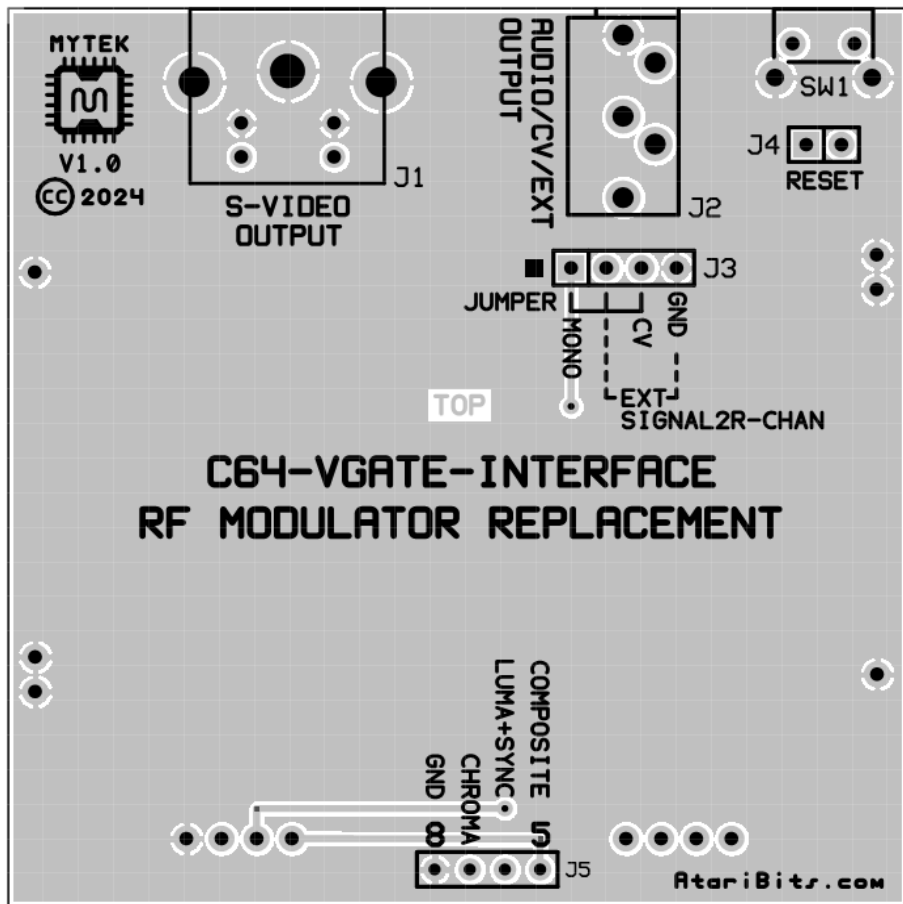 MYTEK
V1.0
CC 2024
J1
S-VIDEO
OUTPUT
AUDIO/CV/EXT
OUTPUT
J2
SW1
J4
RESET
J3
JUMPER
MONO
CV
GND
EXT
SIGNAL2R-CHAN
TOP
C64-VGATE-INTERFACE
RF MODULATOR REPLACEMENT
GND
CHROMA
LUMA+SYNC
COMPOSITE
8
5
J5
AtariBits.com